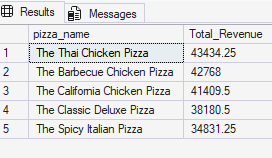 Results Messages
pizza_name Total_Revenue
1 The Thai Chicken Pizza 43434.25
2 The Barbecue Chicken Pizza 42768
3 The California Chicken Pizza 41409.5
4 The Classic Deluxe Pizza 38180.5
5 The Spicy Italian Pizza 34831.25